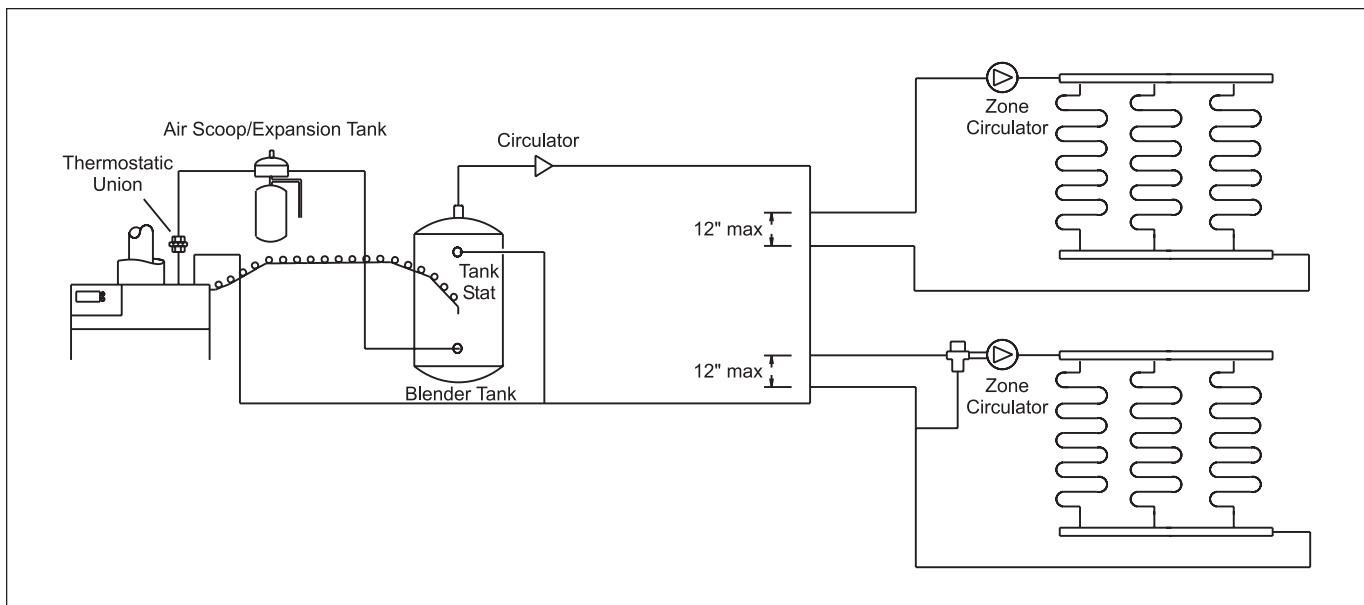 Air Scoop/Expansion Tank
Thermostatic
Union
Circulator
Tank
Stat
Blender Tank
12" max
12" max
Zone
Circulator
Zone
Circulator